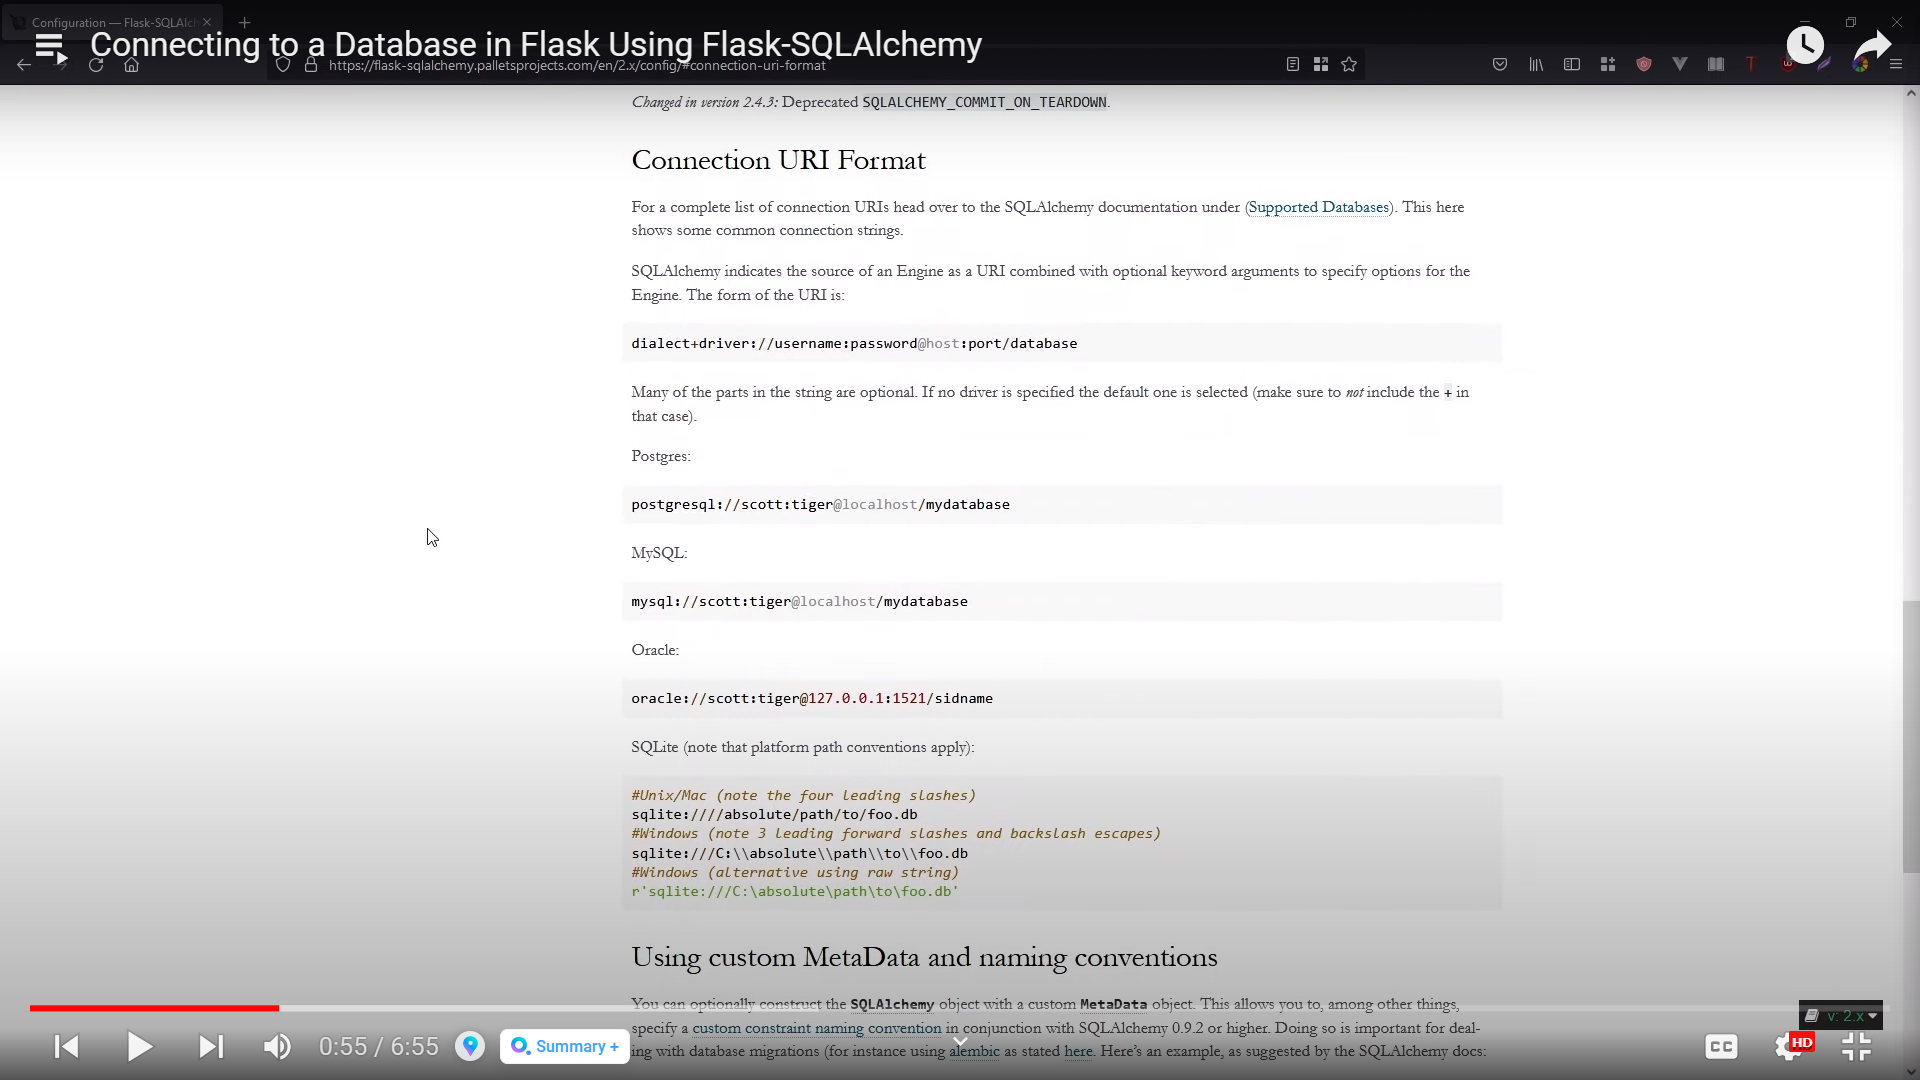 Configuration — Flask-SQLAlch
Connecting to a Database in Flask Using Flask-SQLAlchemy
https://flask-sqlalchemy.palletsprojects.com/en/2.x/config/#connection-uri-format
Changed in version 2.4.3: Deprecated SQLALCHEMY_COMMIT_ON_TEARDOWN.
Connection URI Format
For a complete list of connection URIs head over to the SQLAlchemy documentation under (Supported Databases). This here
shows some common connection strings.
SQLAlchemy indicates the source of an Engine as a URI combined with optional keyword arguments to specify options for the
Engine. The form of the URI is:
dialect+driver://username:password@host:port/database
Many of the parts in the string are optional. If no driver is specified the default one is selected (make sure to not include the + in
that case).
Postgres:
postgresql://scott:tiger@localhost/mydatabase
MySQL:
mysql://scott:tiger@localhost/mydatabase
Oracle:
oracle://scott:tiger@127.0.0.1:1521/sidname
SQLite (note that platform path conventions apply):
#Unix/Mac (note the four leading slashes)
sqlite:////absolute/path/to/foo.db
#Windows (note 3 leading forward slashes and backslash escapes)
sqlite:///C:\\absolute\\path\\to\\foo.db
#Windows (alternative using raw string)
r'sqlite:///C:\absolute\path\to\foo.db'
Using custom MetaData and naming conventions
You can optionally construct the SQLAlchemy object with a custom MetaData object. This allows you to, among other things,
specify a custom constraint naming convention in conjunction with SQLAlchemy 0.9.2 or higher. Doing so is important for deal-
ing with database migrations (for instance using alembic as stated here. Here's an example, as suggested by the SQLAlchemy docs:
v: 2.x
0:55 / 6:55
Summary +
CC
HD